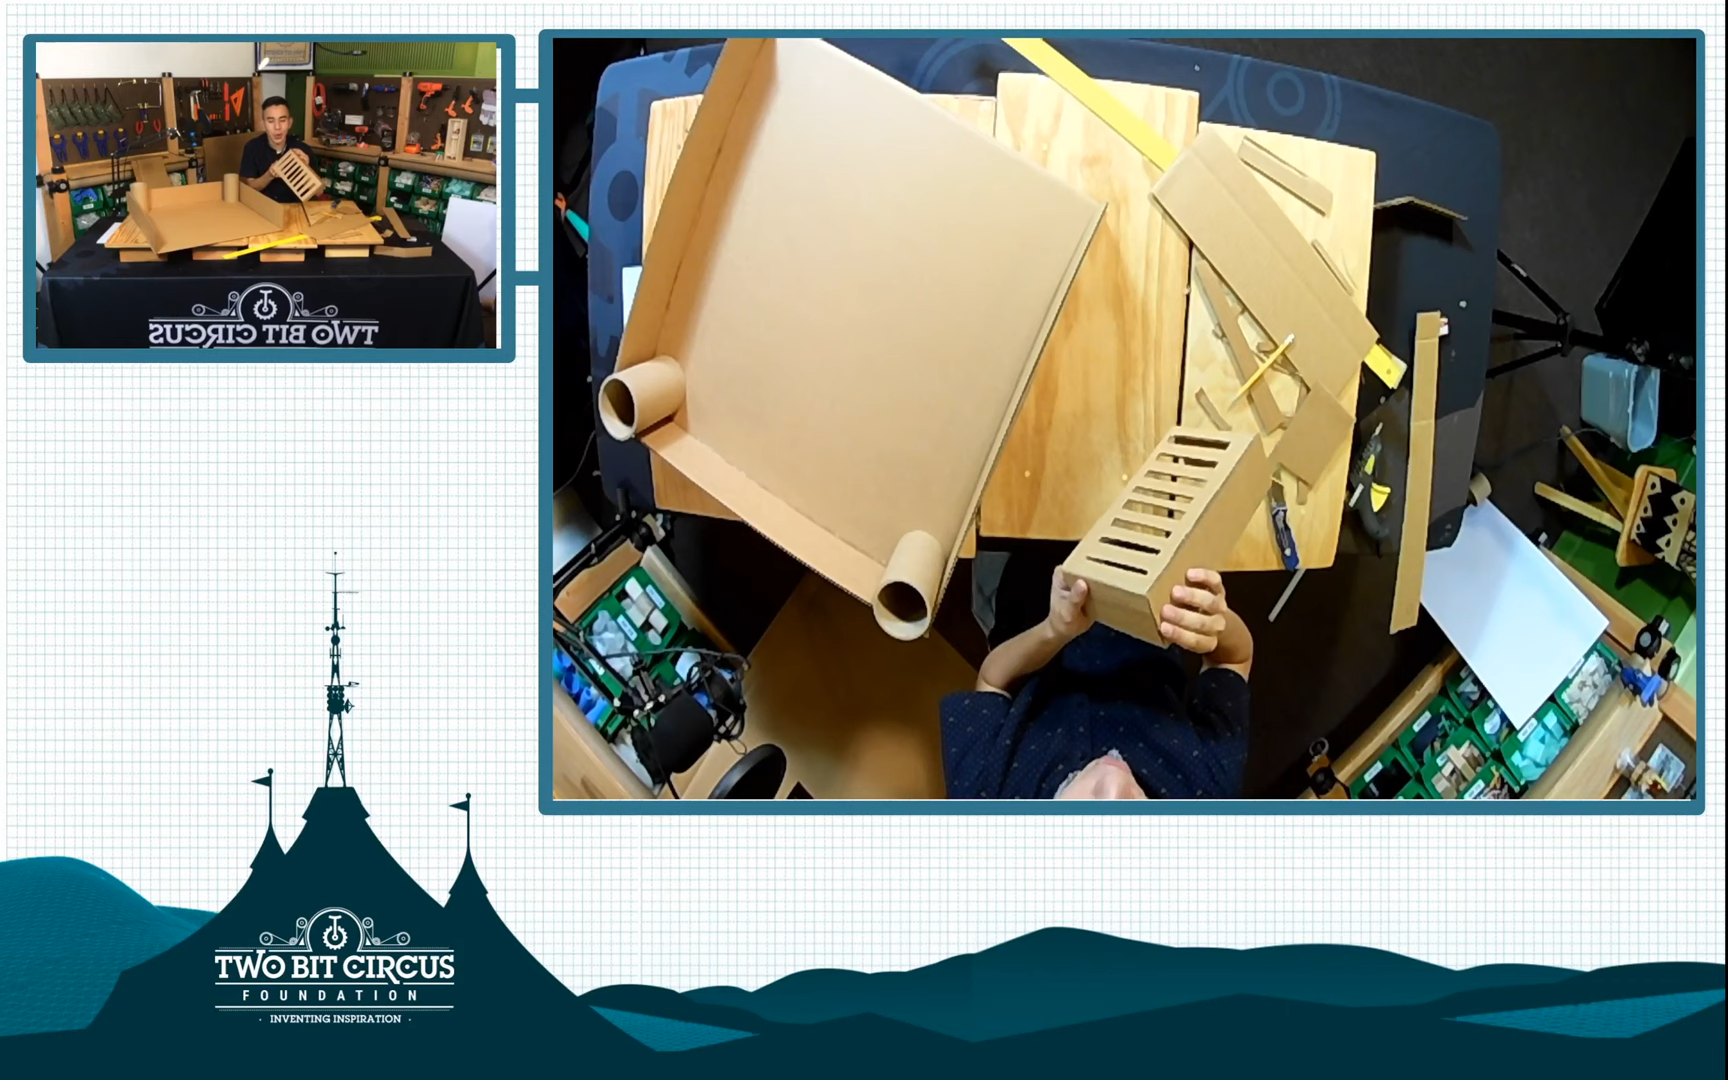 TWO BIT CIRCUS
TWO BIT CIRCUS
FOUNDATION
· INVENTING INSPIRATION ·